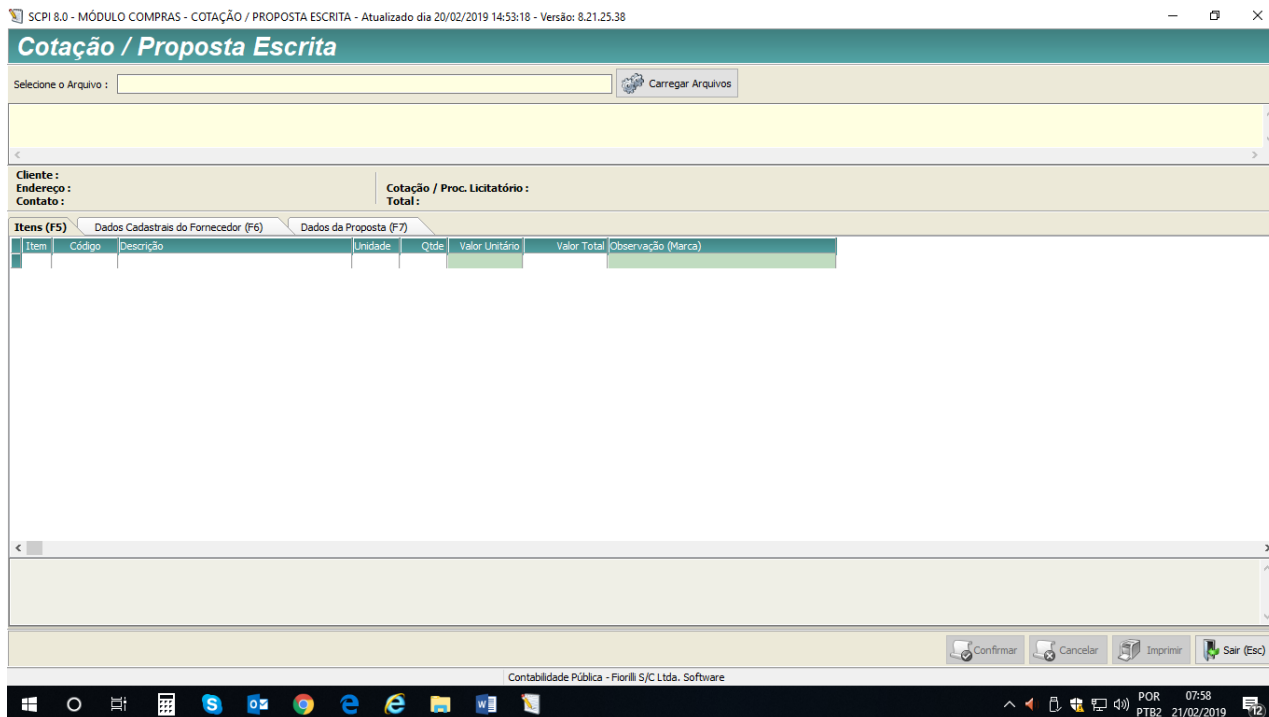 SCPI 8.0 - MÓDULO COMPRAS - COTAÇÃO / PROPOSTA ESCRITA - Atualizado dia 20/02/2019 14:53:18 - Versão: 8.21.25.38
Cotação / Proposta Escrita
Selecione o Arquivo : Carregar Arquivos
Cliente :
Endereço : Cotação / Proc. Licitatório :
Contato : Total :
Itens (F5) Dados Cadastrais do Fornecedor (F6) Dados da Proposta (F7)
Item Código Descrição Unidade Qtde Valor Unitário Valor Total Observação (Marca)
Confirmar Cancelar Imprimir Sair (Esc)
Contabilidade Pública - Fiorilli S/C Ltda. Software
POR 07:58
PTB2 21/02/2019 12